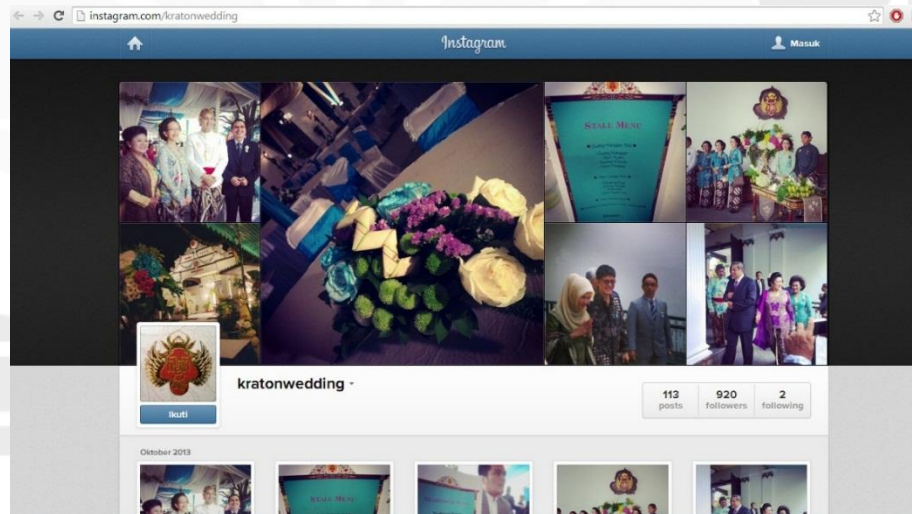 instagram.com/kratonwedding
Instagram
Masuk
STALL MENU
kratonwedding
Ikuti
113 posts
920 followers
2 following
Oktober 2013
STALL MENU